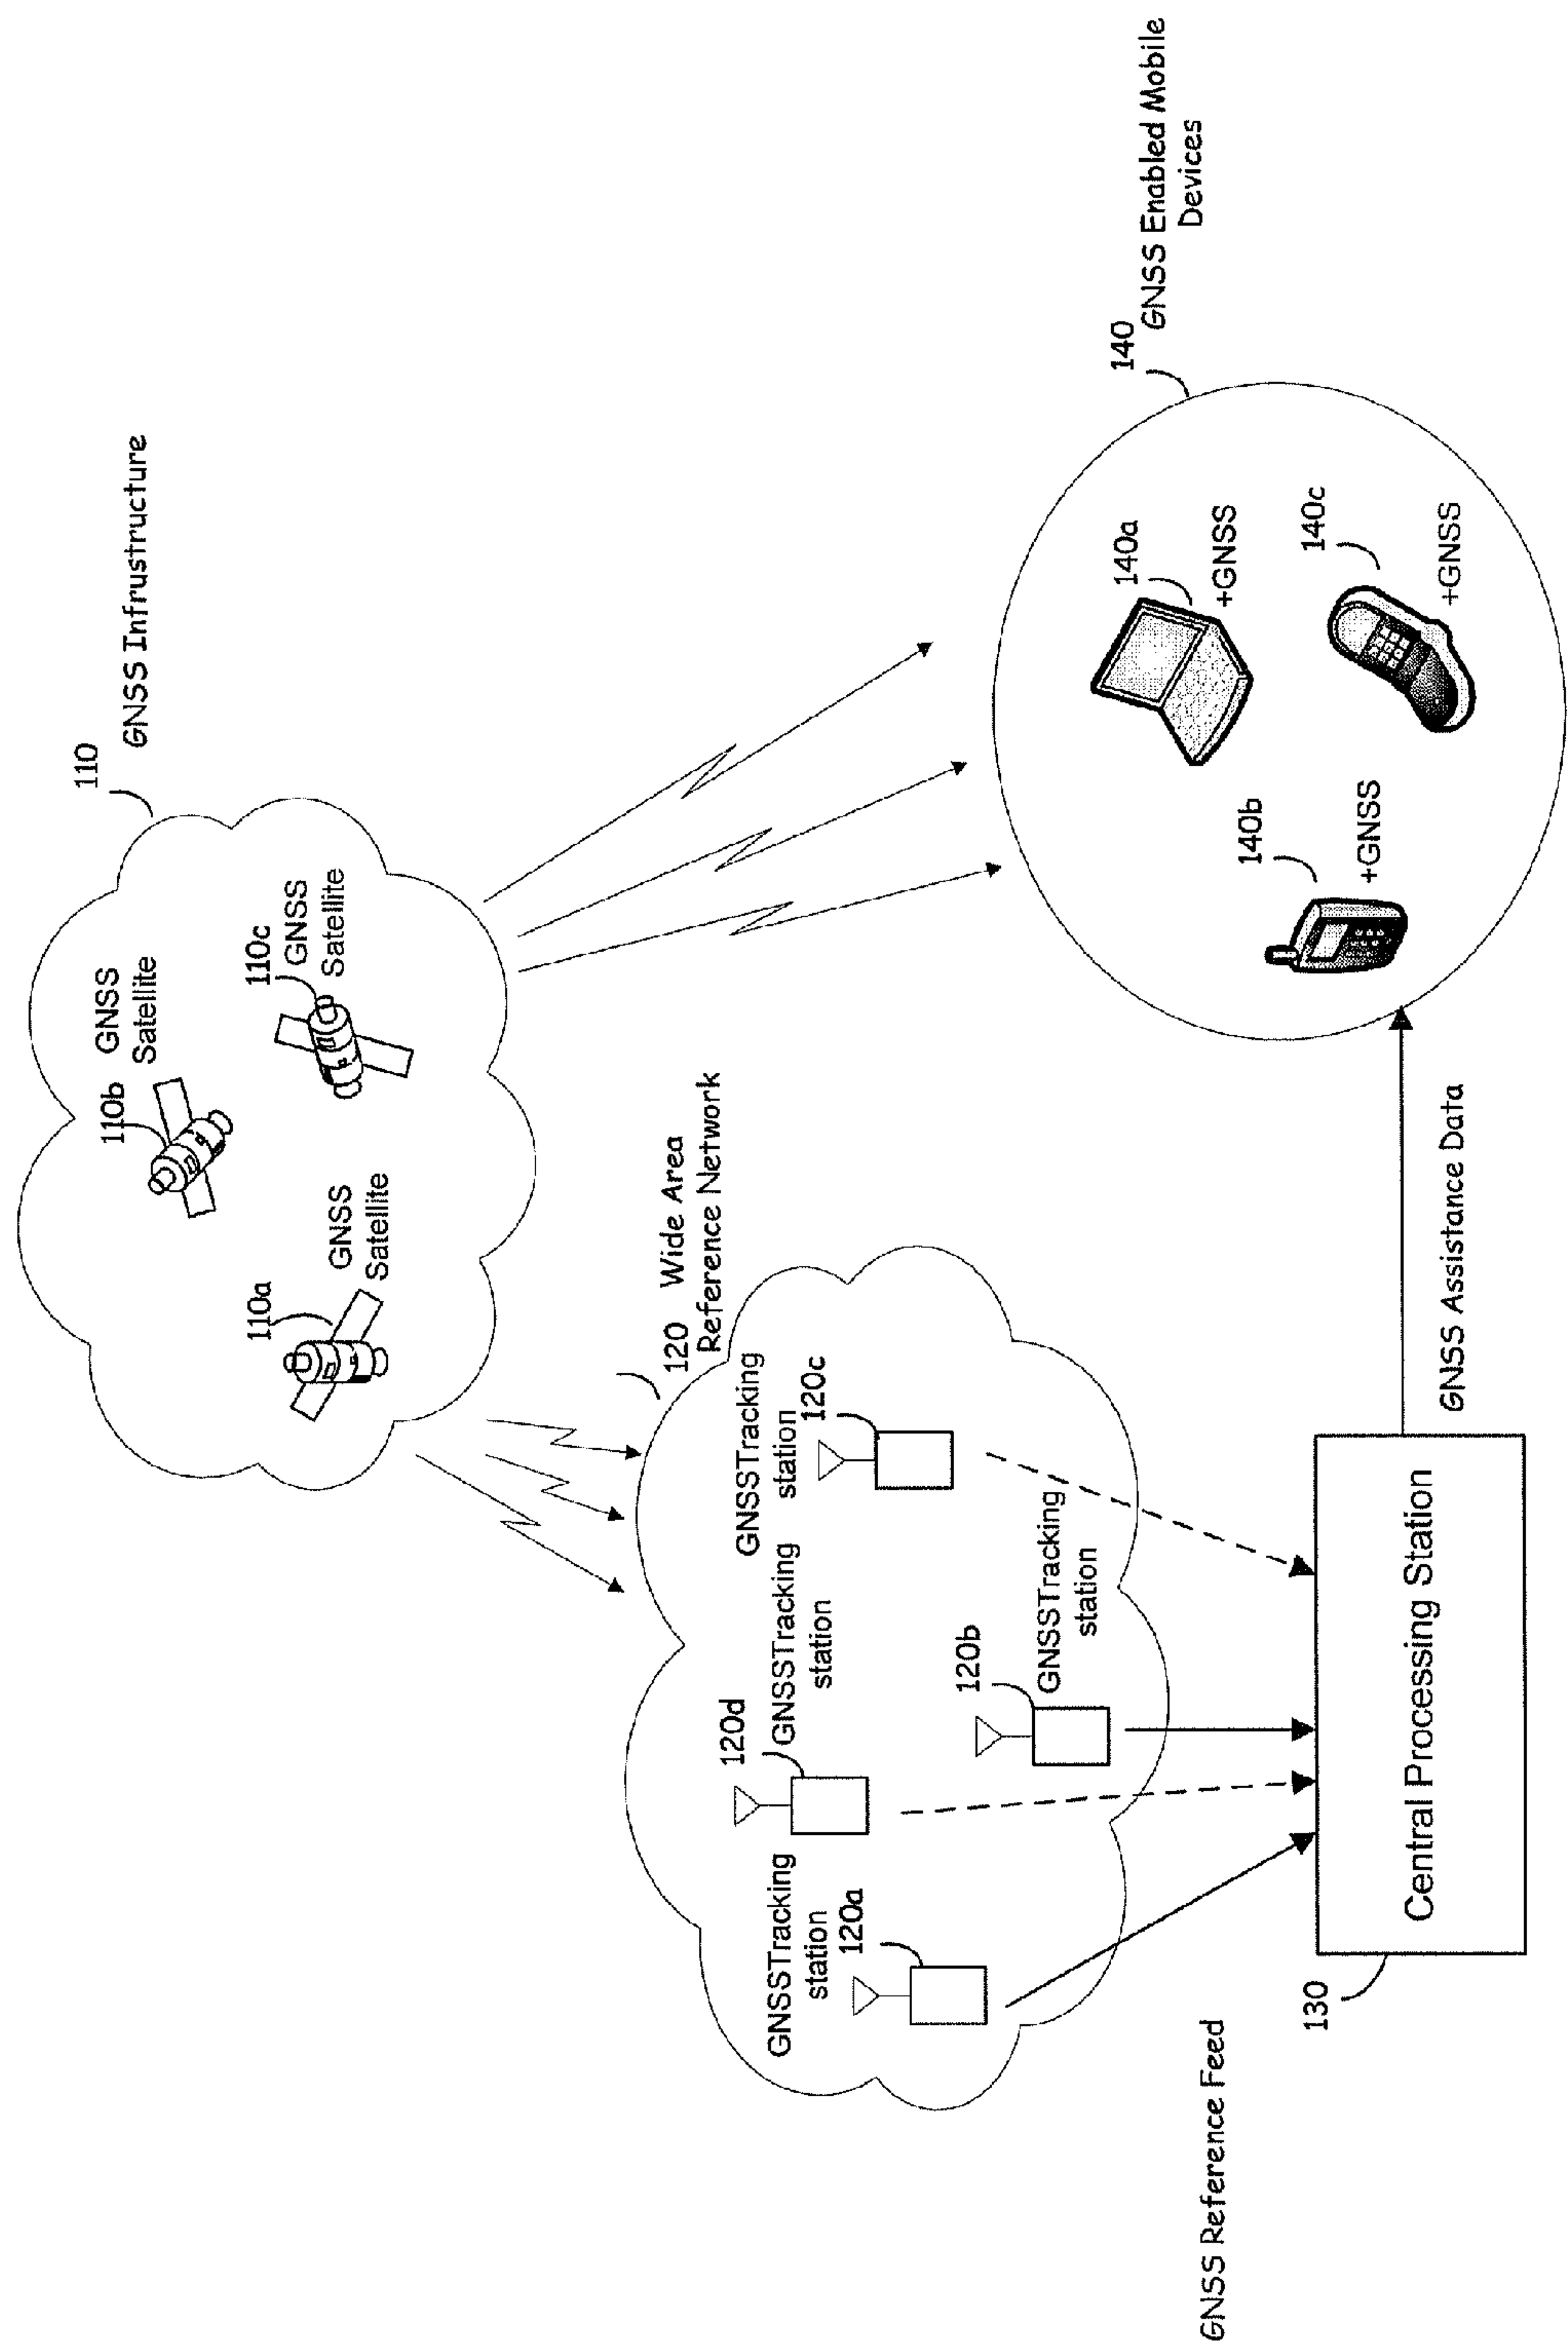 110
GNSS Infrustructure
110b
GNSS
Satellite
110c
GNSS
Satellite
110a
GNSS
Satellite
120
Wide Area
Reference Network
GNSSTracking
station
120c
GNSSTracking
station
120d
GNSSTracking
station
120a
120b
GNSSTracking
station
140
GNSS Enabled Mobile
Devices
140a
+GNSS
140b
+GNSS
140c
+GNSS
GNSS Reference Feed
130
Central Processing Station
GNSS Assistance Data